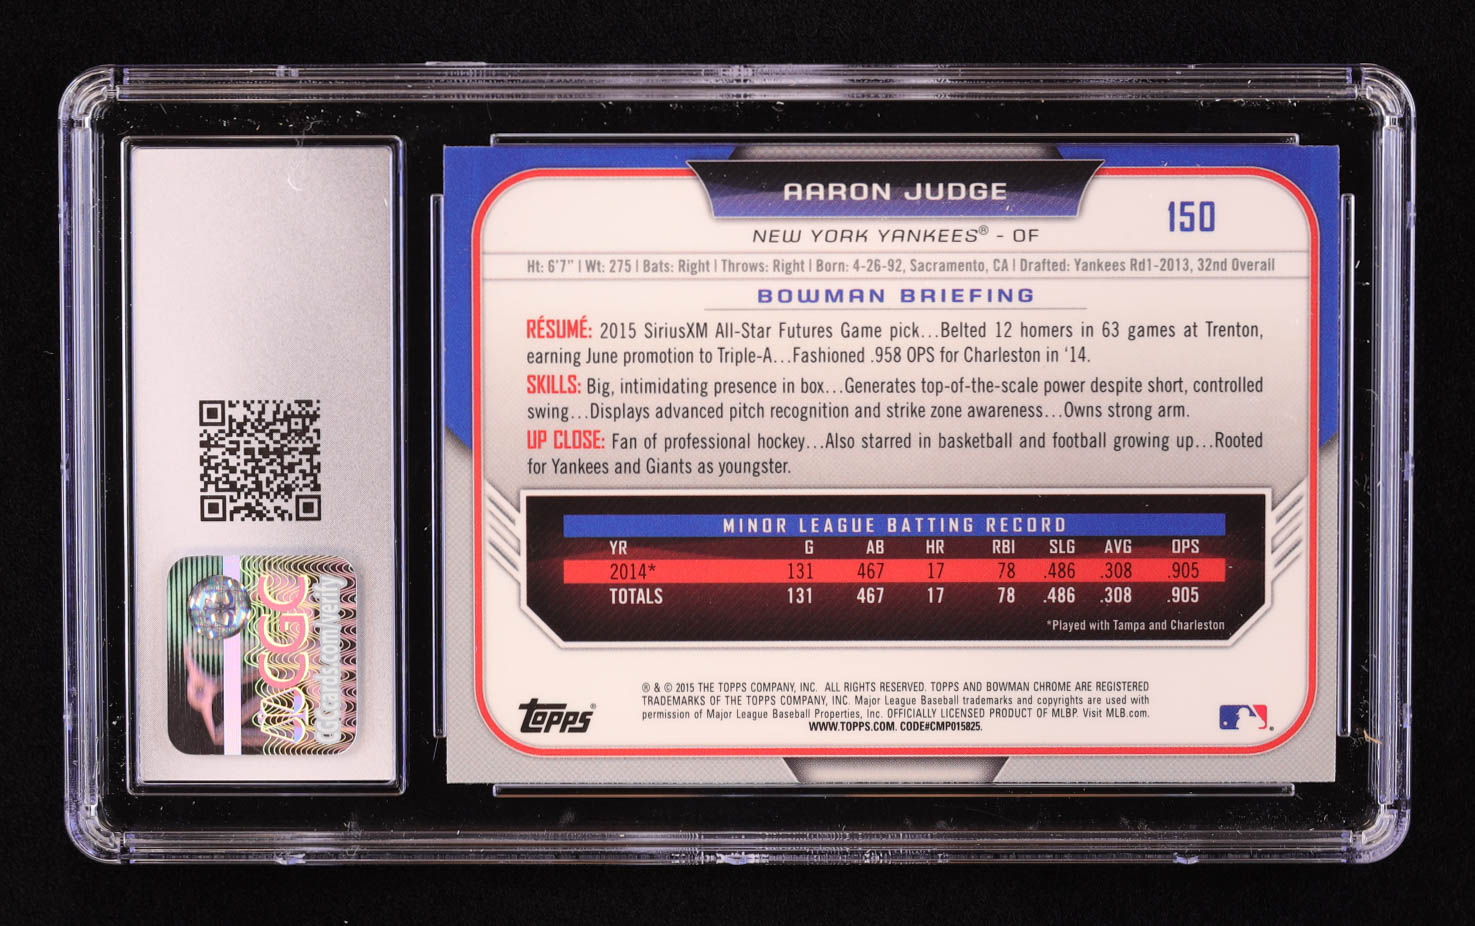 AARON JUDGE
150
NEW YORK YANKEES® - OF
Ht: 6'7" | Wt: 275 | Bats: Right | Throws: Right | Born: 4-26-92, Sacramento, CA | Drafted: Yankees Rd1-2013, 32nd Overall
BOWMAN BRIEFING
RÉSUMÉ: 2015 SiriusXM All-Star Futures Game pick...Belted 12 homers in 63 games at Trenton,
earning June promotion to Triple-A...Fashioned .958 OPS for Charleston in '14.
SKILLS: Big, intimidating presence in box...Generates top-of-the-scale power despite short, controlled
swing...Displays advanced pitch recognition and strike zone awareness...Owns strong arm.
UP CLOSE: Fan of professional hockey...Also starred in basketball and football growing up...Rooted
for Yankees and Giants as youngster.
MINOR LEAGUE BATTING RECORD
YR G AB HR RBI SLG AVG OPS
2014* 131 467 17 78 .486 .308 .905
TOTALS 131 467 17 78 .486 .308 .905
*Played with Tampa and Charleston
® & © 2015 THE TOPPS COMPANY, INC. ALL RIGHTS RESERVED. TOPPS AND BOWMAN CHROME ARE REGISTERED
TRADEMARKS OF THE TOPPS COMPANY, INC. Major League Baseball trademarks and copyrights are used with
permission of Major League Baseball Properties, Inc. OFFICIALLY LICENSED PRODUCT OF MLBP. Visit MLB.com.
WWW.TOPPS.COM. CODE#CMP015825.
topps®
CGC
CGCcards.com/verify